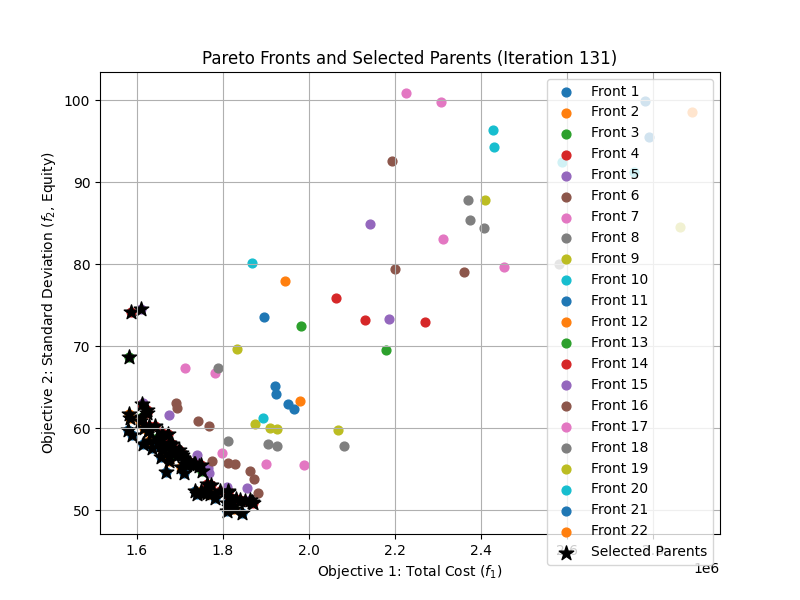 Pareto Fronts and Selected Parents (Iteration 131)
Objective 2: Standard Deviation (f₂, Equity)
100
90
80
70
60
50
1.6
1.8
2.0
2.2
2.4
1e6
Objective 1: Total Cost (f₁)
Front 1
Front 2
Front 3
Front 4
Front 5
Front 6
Front 7
Front 8
Front 9
Front 10
Front 11
Front 12
Front 13
Front 14
Front 15
Front 16
Front 17
Front 18
Front 19
Front 20
Front 21
Front 22
Selected Parents